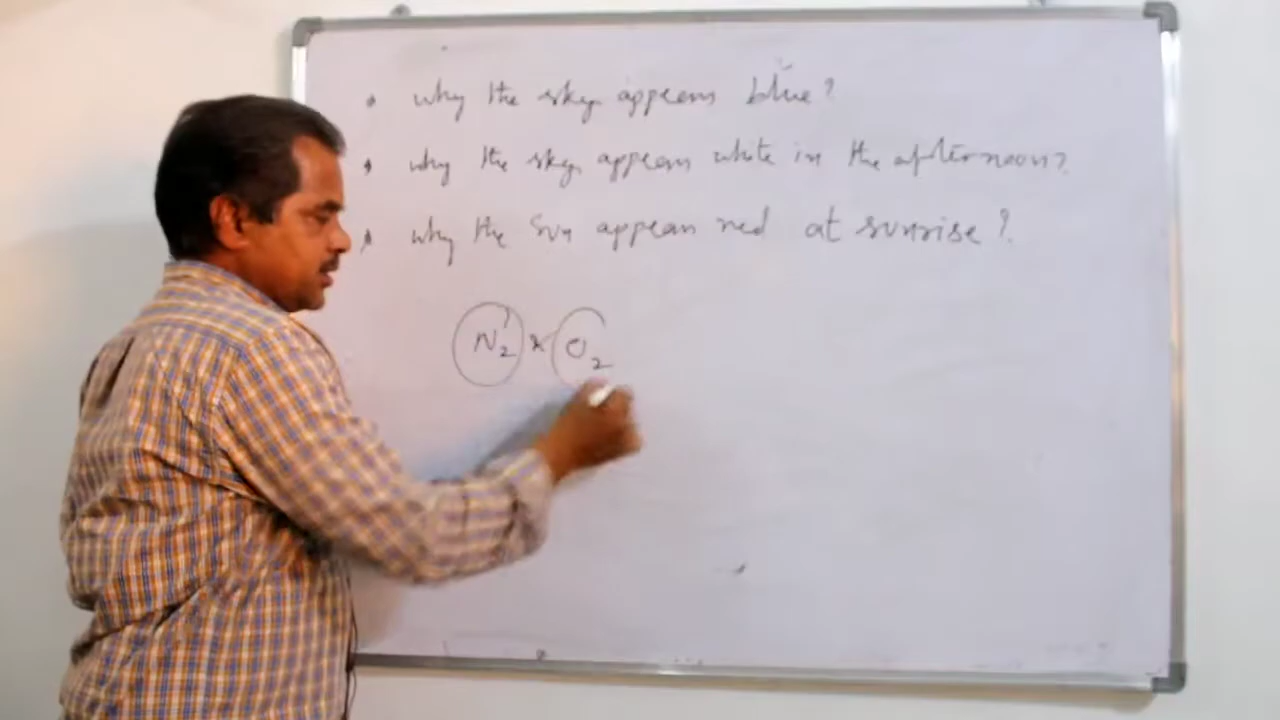 • why the sky appears blue?
• why the sky appears white in the afternoon?
• why the Sun appear red at sunrise?
N₂ & O₂